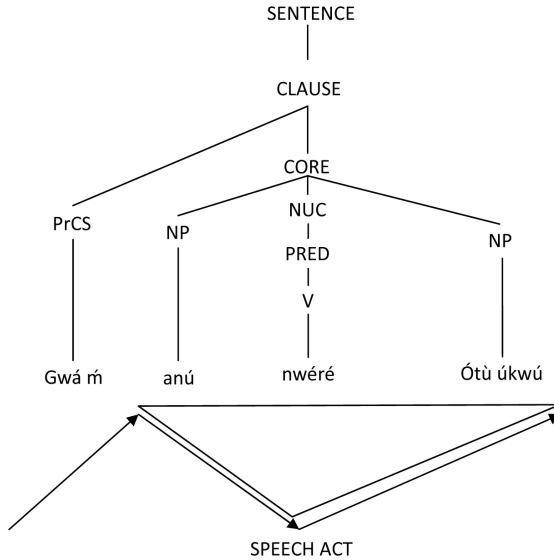 SENTENCE
CLAUSE
CORE
PrCS NP NUC NP
PRED
V
Gwá ḿ anú nwéré Ótù úkwú
SPEECH ACT